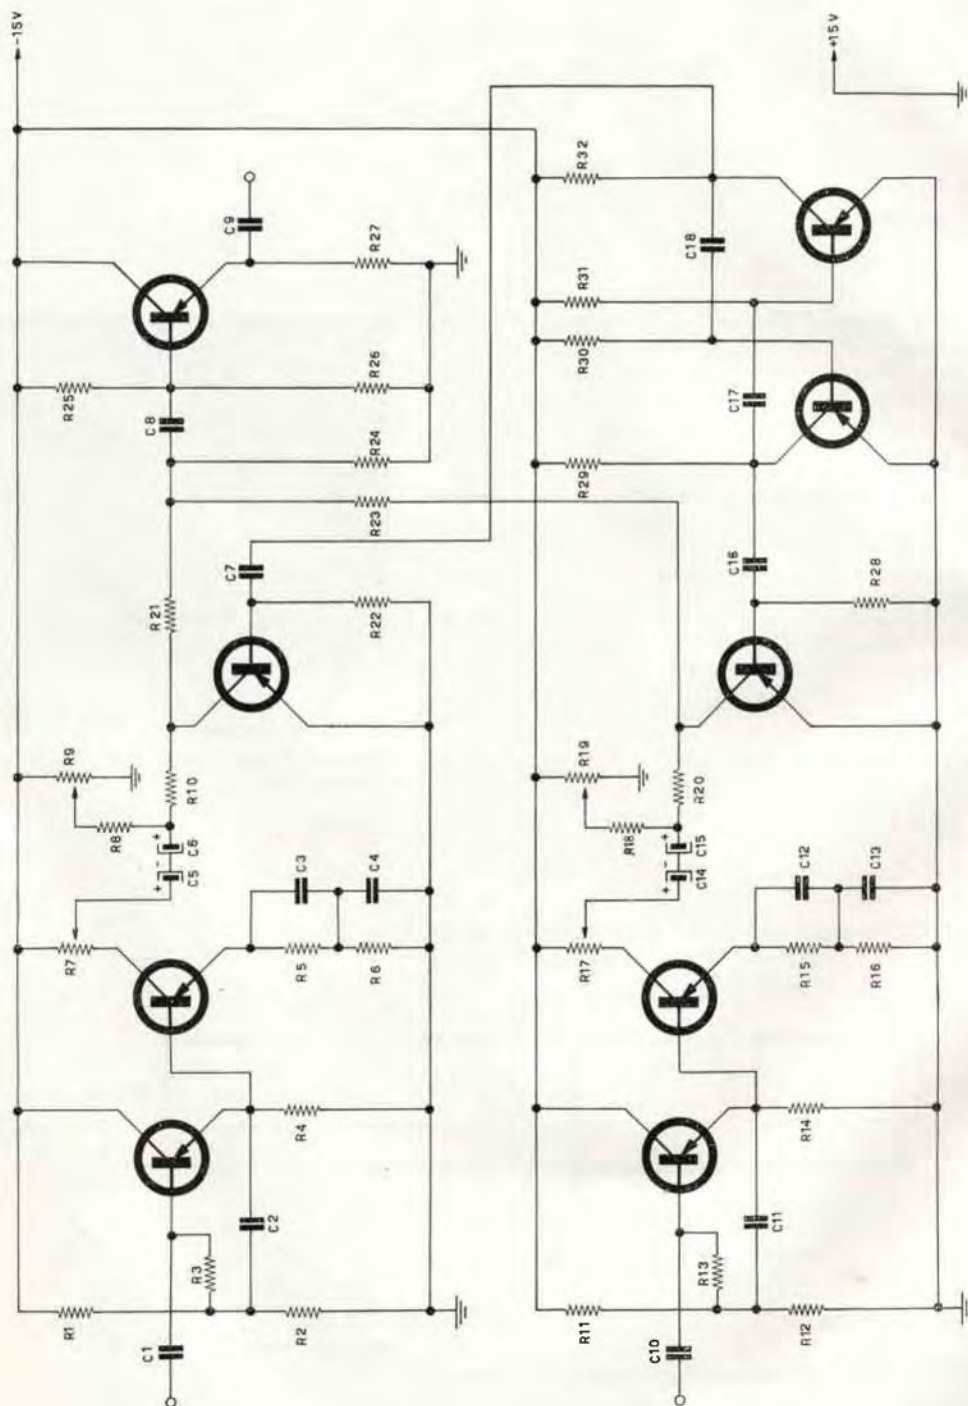 -15V
C9
R27
R25
R26
C8
R24
R23
R21
C7
R22
R9
R8
R10
C6
C5
+
-
+
C3
C4
R7
R5
R6
R4
C2
R3
R1
R2
C1
+15V
R32
C18
R31
R30
C17
R29
C16
R28
R19
R18
R20
C15
C14
+
-
+
C12
C13
R17
R15
R16
R14
C11
R13
R11
R12
C10